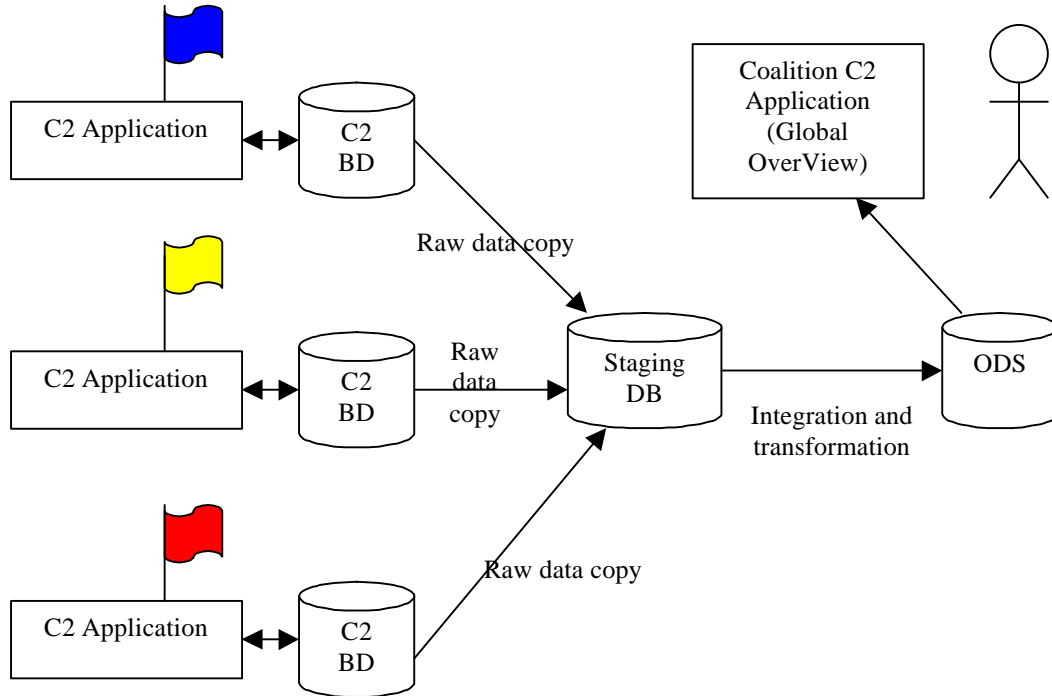 C2 Application
C2
BD
Coalition C2
Application
(Global
OverView)
Raw data copy
C2 Application
C2
BD
Raw
data
copy
Staging
DB
Integration and
transformation
ODS
C2 Application
C2
BD
Raw data copy